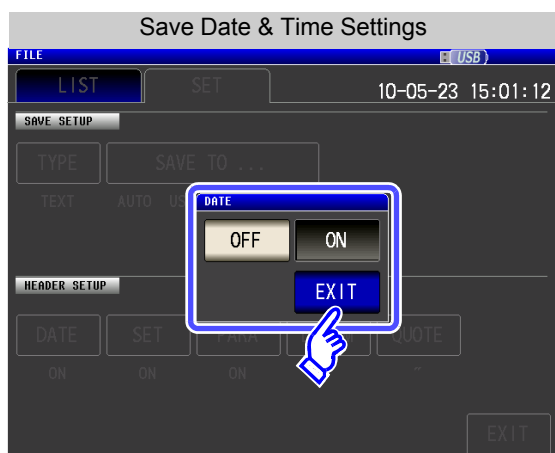 Save Date & Time Settings
FILE
USB
LIST SET 10-05-23 15:01:12
SAVE SETUP
TYPE SAVE TO ...
TEXT AUTO
DATE
OFF ON
EXIT
HEADER SETUP
DATE SET PARA QUOTE
ON ON ON
EXIT